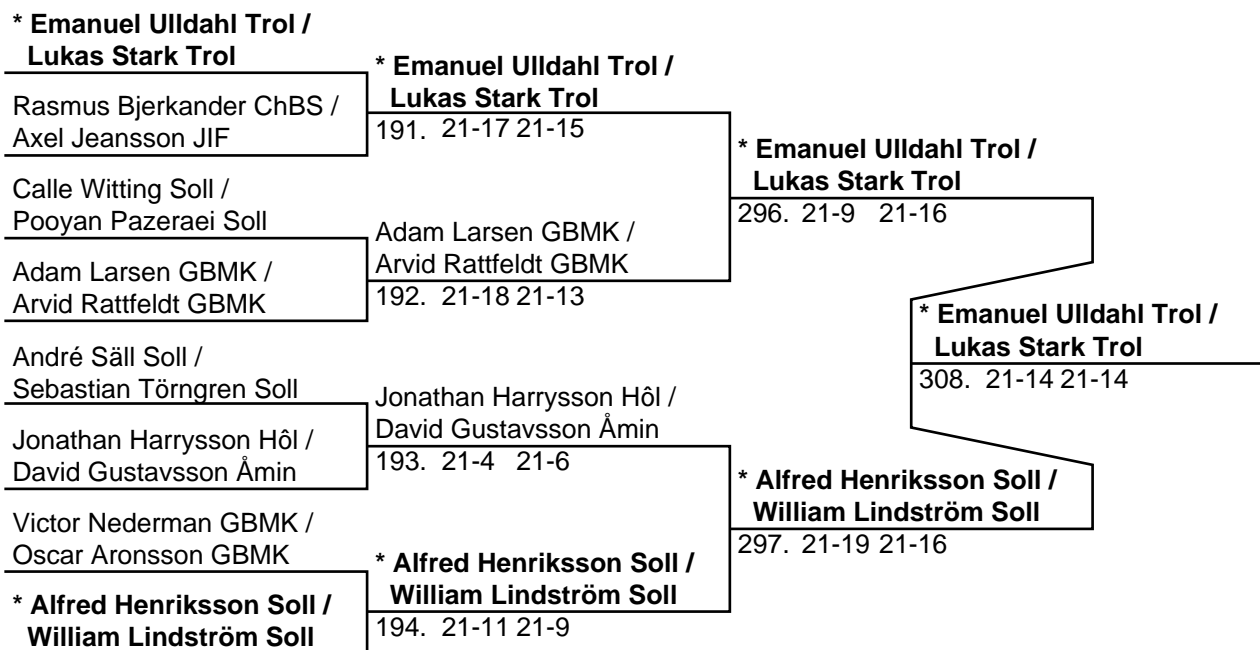 * Emanuel Ulldahl Trol /
Lukas Stark Trol
Rasmus Bjerkander ChBS /
Axel Jeansson JIF
Calle Witting Soll /
Pooyan Pazeraei Soll
Adam Larsen GBMK /
Arvid Rattfeldt GBMK
André Säll Soll /
Sebastian Törngren Soll
Jonathan Harrysson Hôl /
David Gustavsson Åmin
Victor Nederman GBMK /
Oscar Aronsson GBMK
* Alfred Henriksson Soll /
William Lindström Soll
* Emanuel Ulldahl Trol /
Lukas Stark Trol
191. 21-17 21-15
Adam Larsen GBMK /
Arvid Rattfeldt GBMK
192. 21-18 21-13
Jonathan Harrysson Hôl /
David Gustavsson Åmin
193. 21-4 21-6
* Alfred Henriksson Soll /
William Lindström Soll
194. 21-11 21-9
* Emanuel Ulldahl Trol /
Lukas Stark Trol
296. 21-9 21-16
* Alfred Henriksson Soll /
William Lindström Soll
297. 21-19 21-16
* Emanuel Ulldahl Trol /
Lukas Stark Trol
308. 21-14 21-14